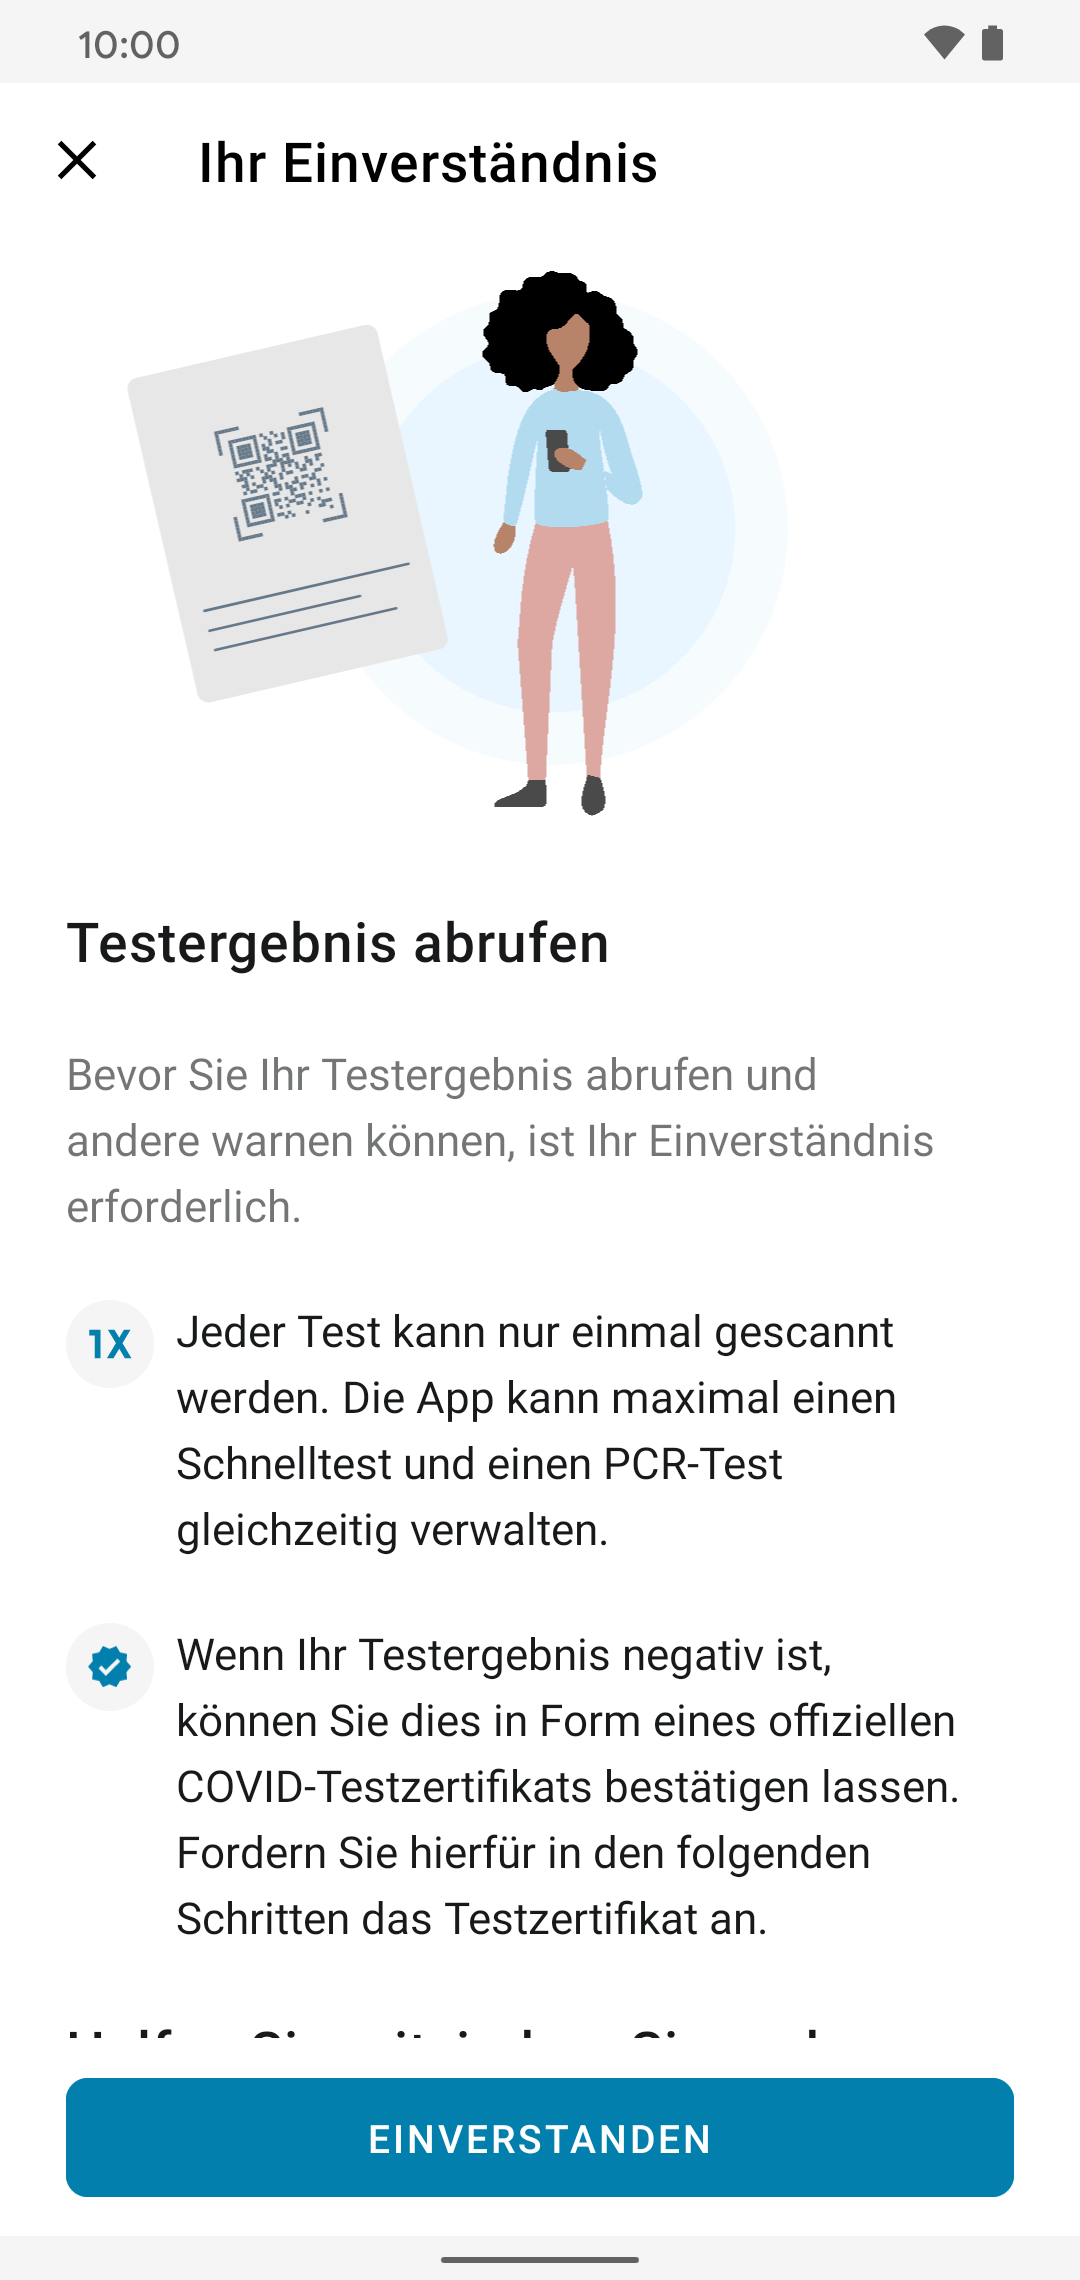 10:00
Ihr Einverständnis
Testergebnis abrufen
Bevor Sie Ihr Testergebnis abrufen und
andere warnen können, ist Ihr Einverständnis
erforderlich.
1X
Jeder Test kann nur einmal gescannt
werden. Die App kann maximal einen
Schnelltest und einen PCR-Test
gleichzeitig verwalten.
Wenn Ihr Testergebnis negativ ist,
können Sie dies in Form eines offiziellen
COVID-Testzertifikats bestätigen lassen.
Fordern Sie hierfür in den folgenden
Schritten das Testzertifikat an.
EINVERSTANDEN